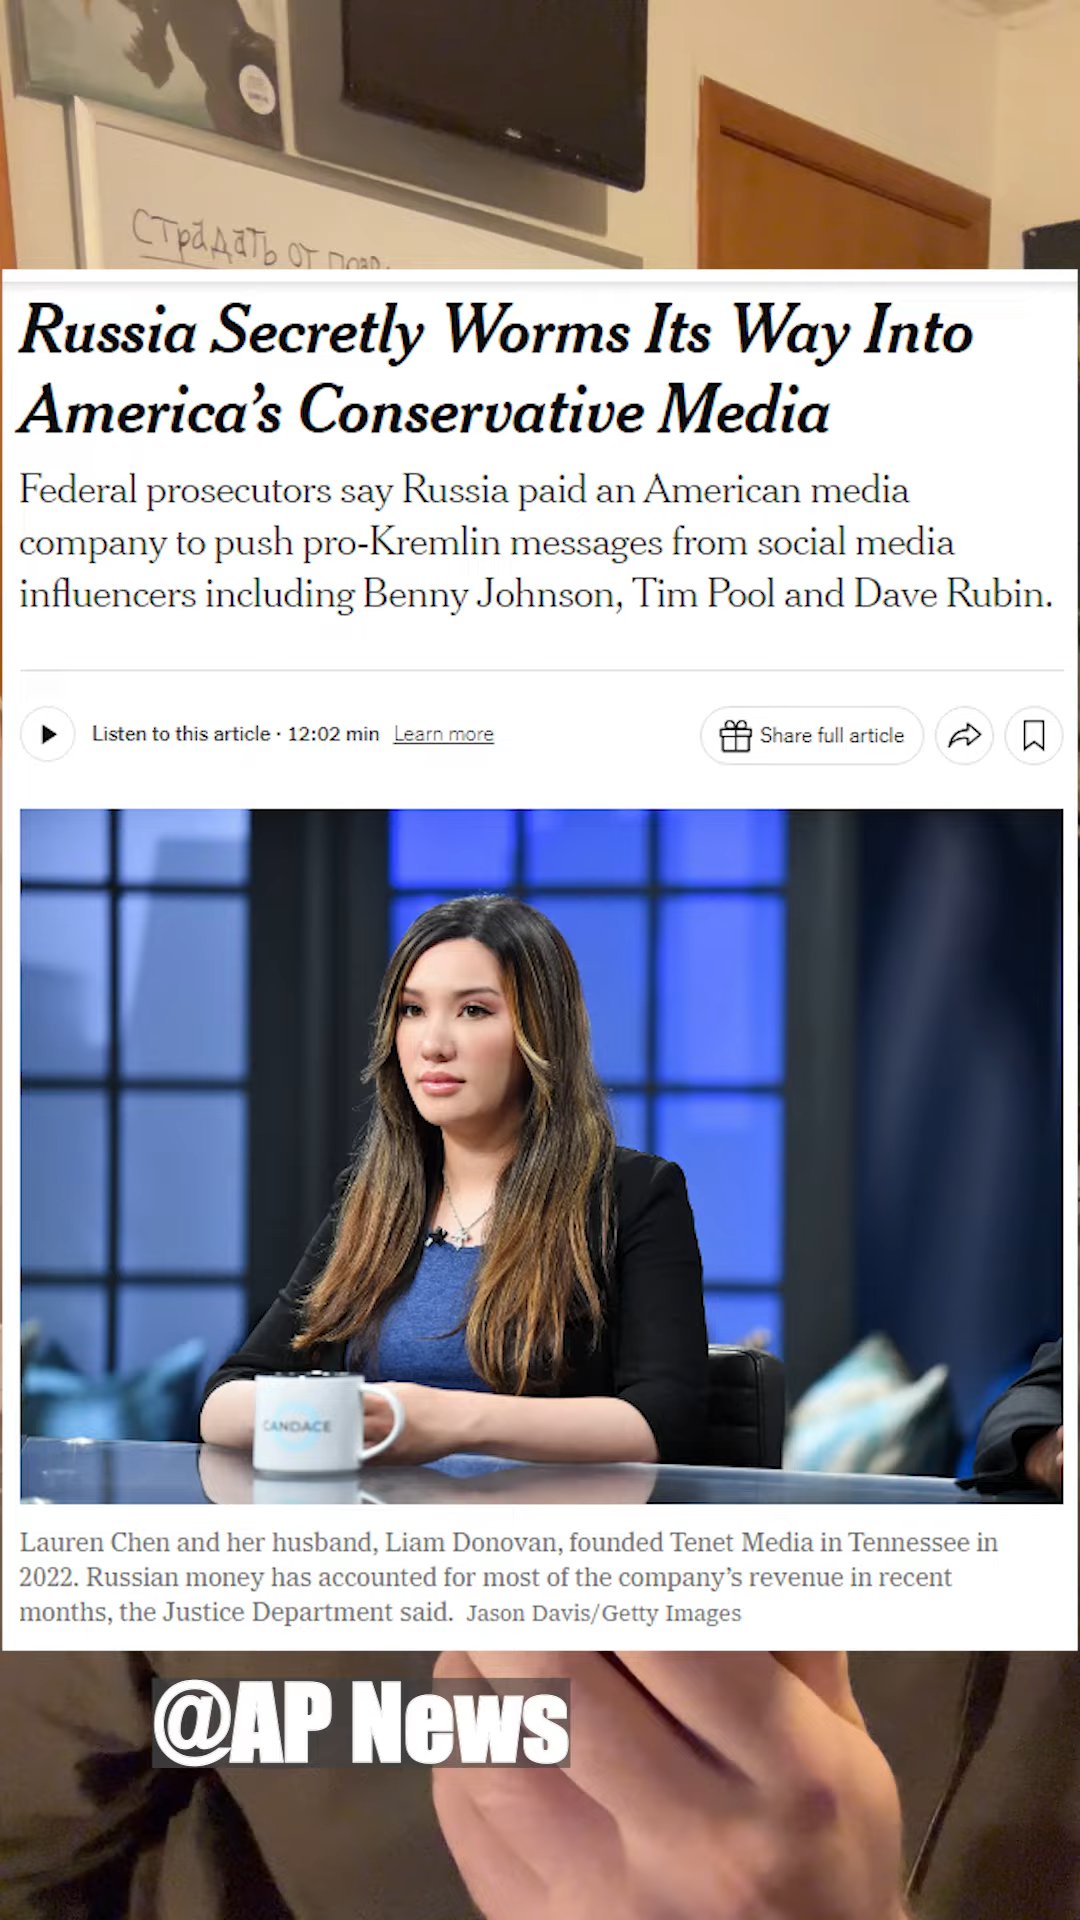 Страдать от
Russia Secretly Worms Its Way Into
America's Conservative Media
Federal prosecutors say Russia paid an American media
company to push pro-Kremlin messages from social media
influencers including Benny Johnson, Tim Pool and Dave Rubin.
Listen to this article · 12:02 min Learn more
Share full article
CANDACE
Lauren Chen and her husband, Liam Donovan, founded Tenet Media in Tennessee in
2022. Russian money has accounted for most of the company's revenue in recent
months, the Justice Department said. Jason Davis/Getty Images
@AP News